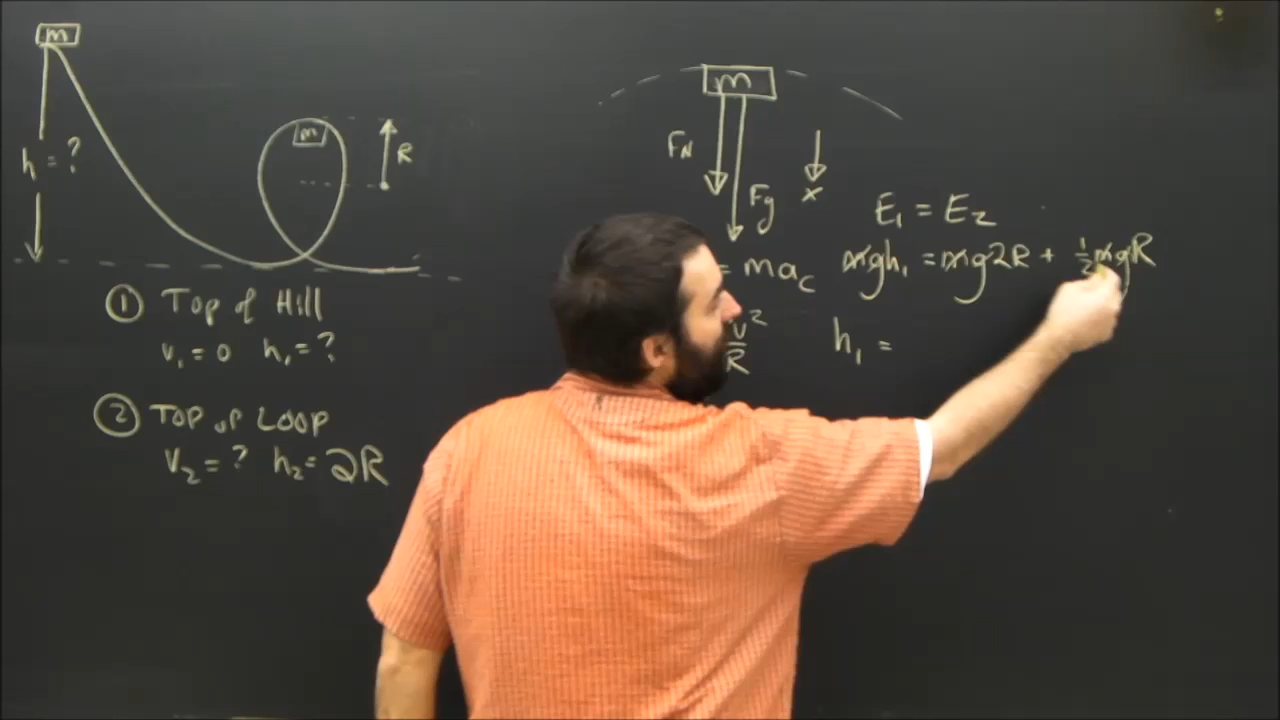 m
h = ?
m
R
① Top of Hill
v₁ = 0 h₁ = ?
② TOP OF LOOP
v₂ = ? h₂ = 2R
m
F_N
F_g
x
= ma_c
v²
R
E₁ = E₂
mgh₁ = mg2R + ½mgR
h₁ =